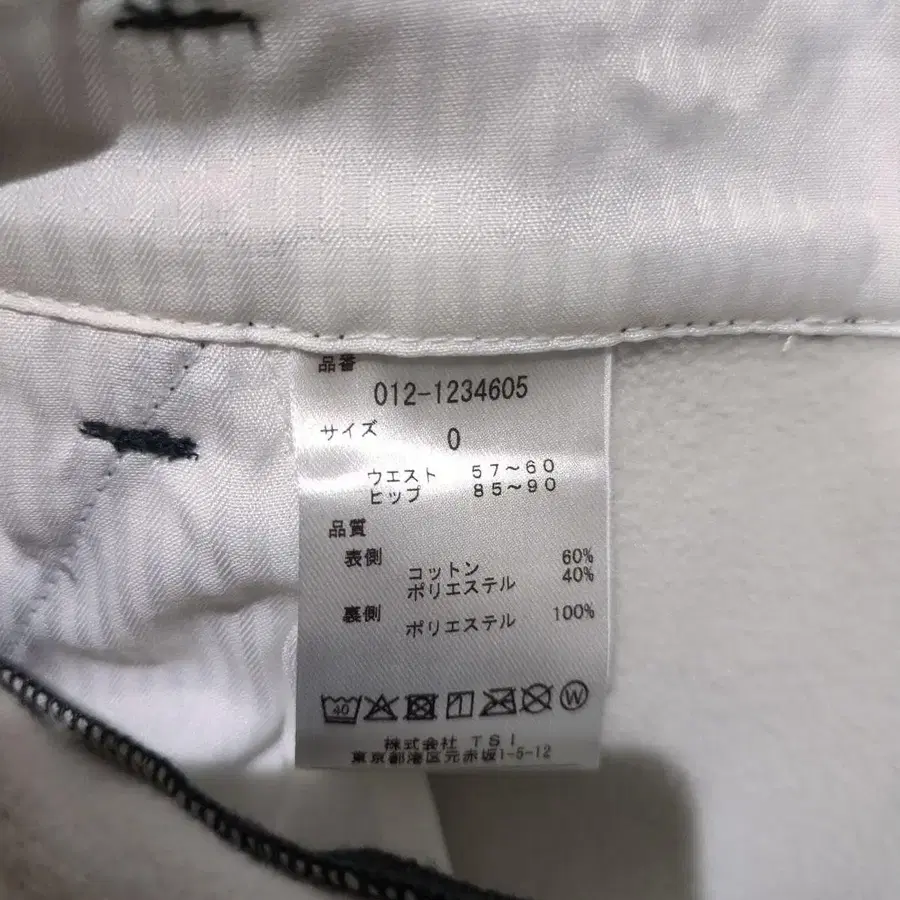 品番
012-1234605
サイズ 0
ウエスト 57～60
ヒップ 85～90
品質
表側
コットン 60%
ポリエステル 40%
裏側
ポリエステル 100%
40
W
株式会社 TSI
東京都港区元赤坂1-5-12